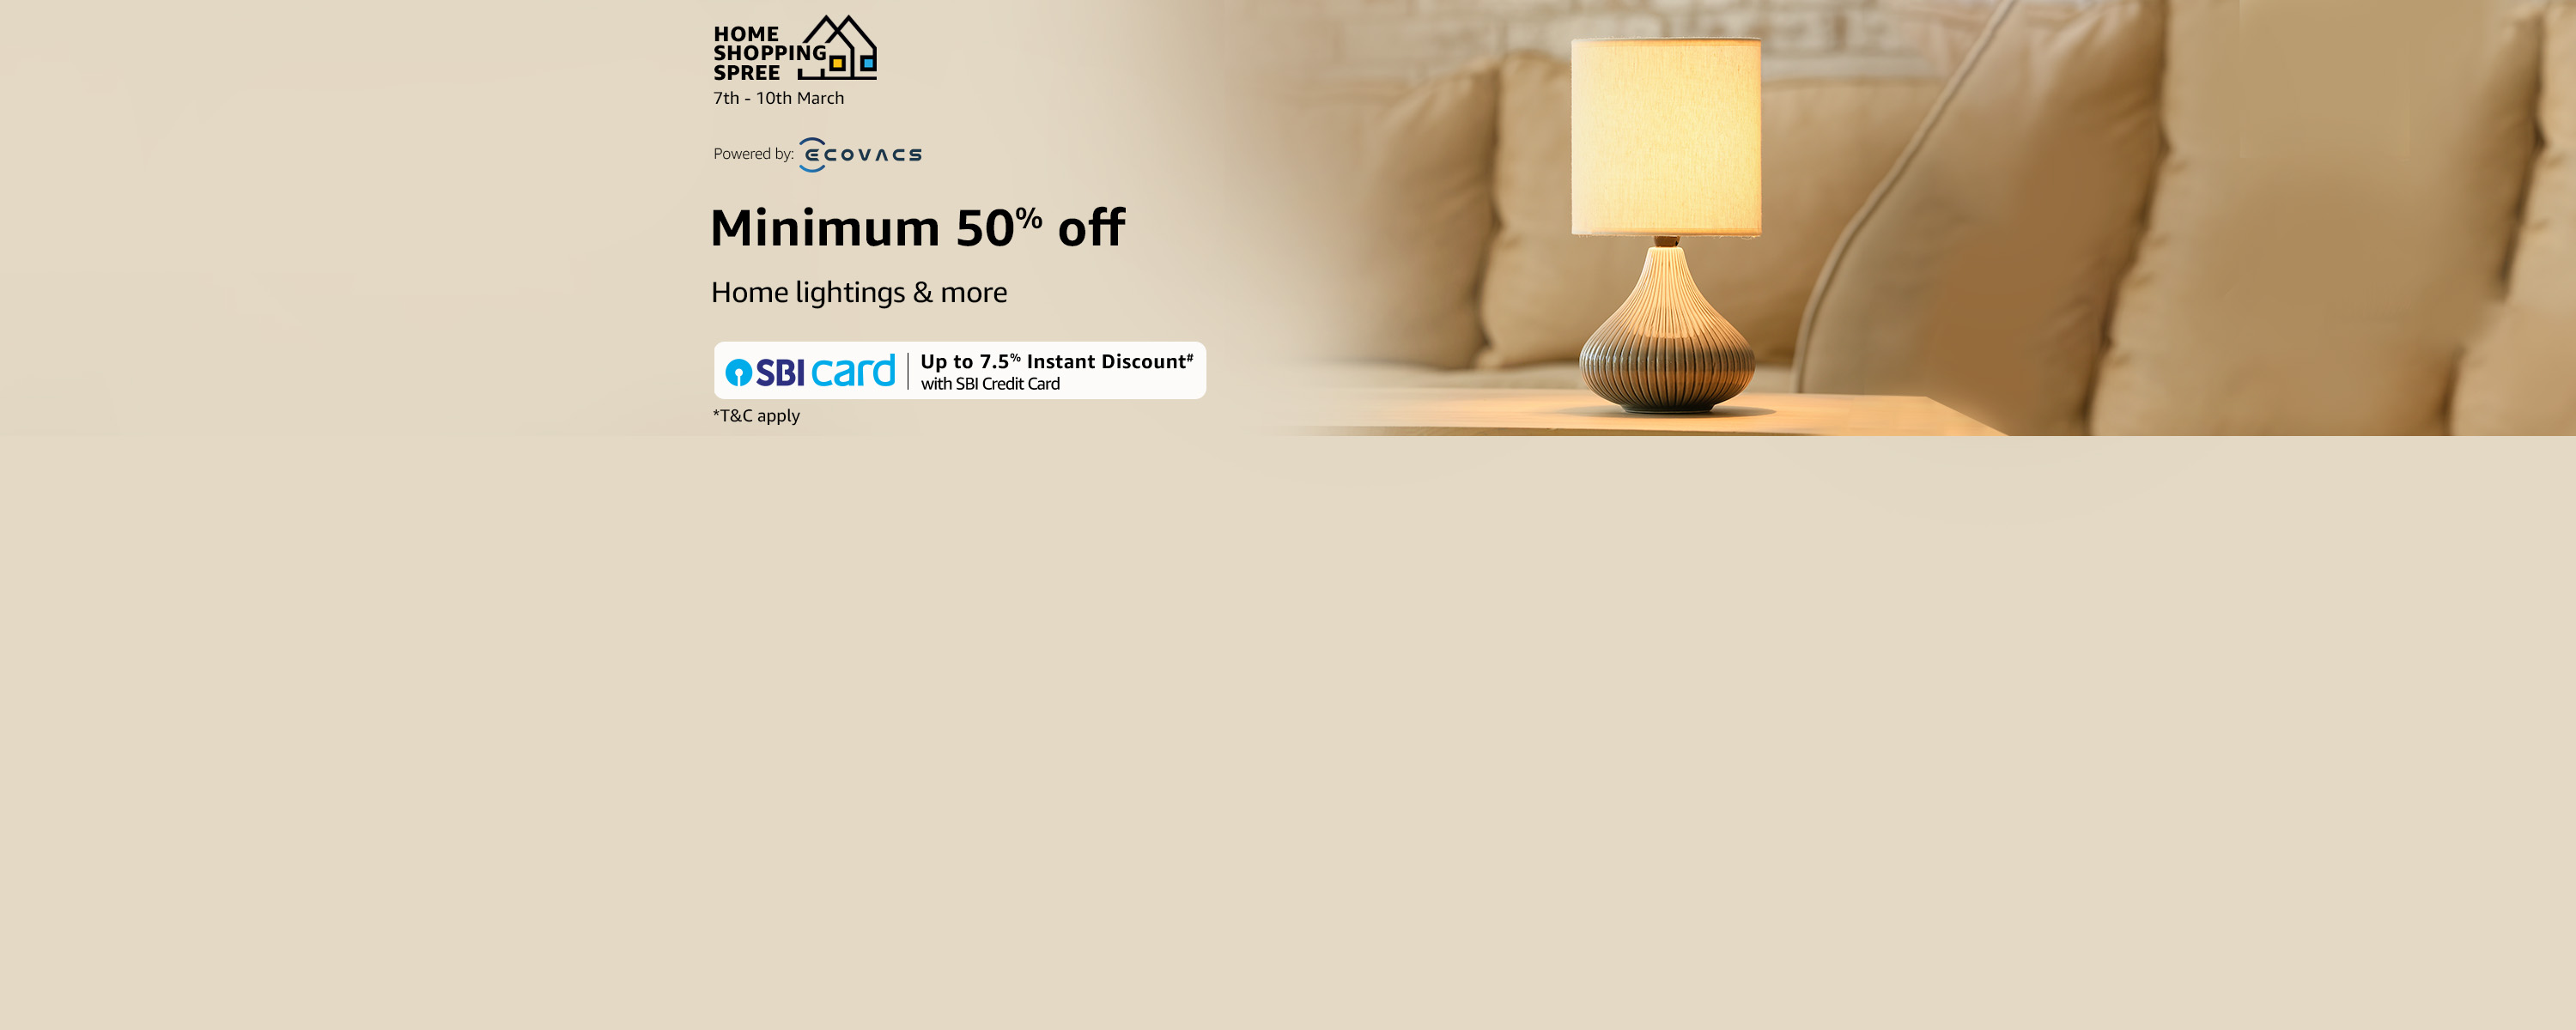 HOME
SHOPPING
SPREE
7th - 10th March
Powered by: ECOVACS
Minimum 50% off
Home lightings & more
SBI card
Up to 7.5% Instant Discount#
with SBI Credit Card
*T&C apply